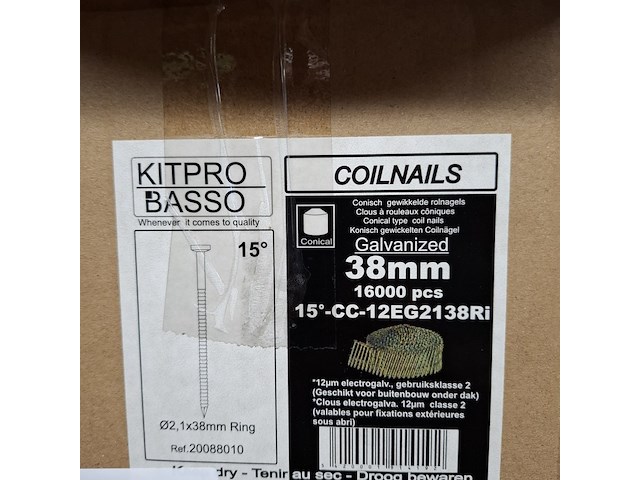 KITPRO
BASSO
Whenever it comes to quality
15°
Ø2,1x38mm Ring
Ref.20088010
COILNAILS
Conical
Conisch gewikkelde rolnagels
Clous à rouleaux côniques
Conical type coil nails
Konisch gewickelten Coilnägel
Galvanized
38mm
16000 pcs
15°-CC-12EG2138Ri
*12µm electrogalv., gebruiksklasse 2
(Geschikt voor buitenbouw onder dak)
*Clous electrogalva. 12µm classe 2
(valables pour fixations extérieures
sous abri)
dry - Tenir au sec - Droog bewaren